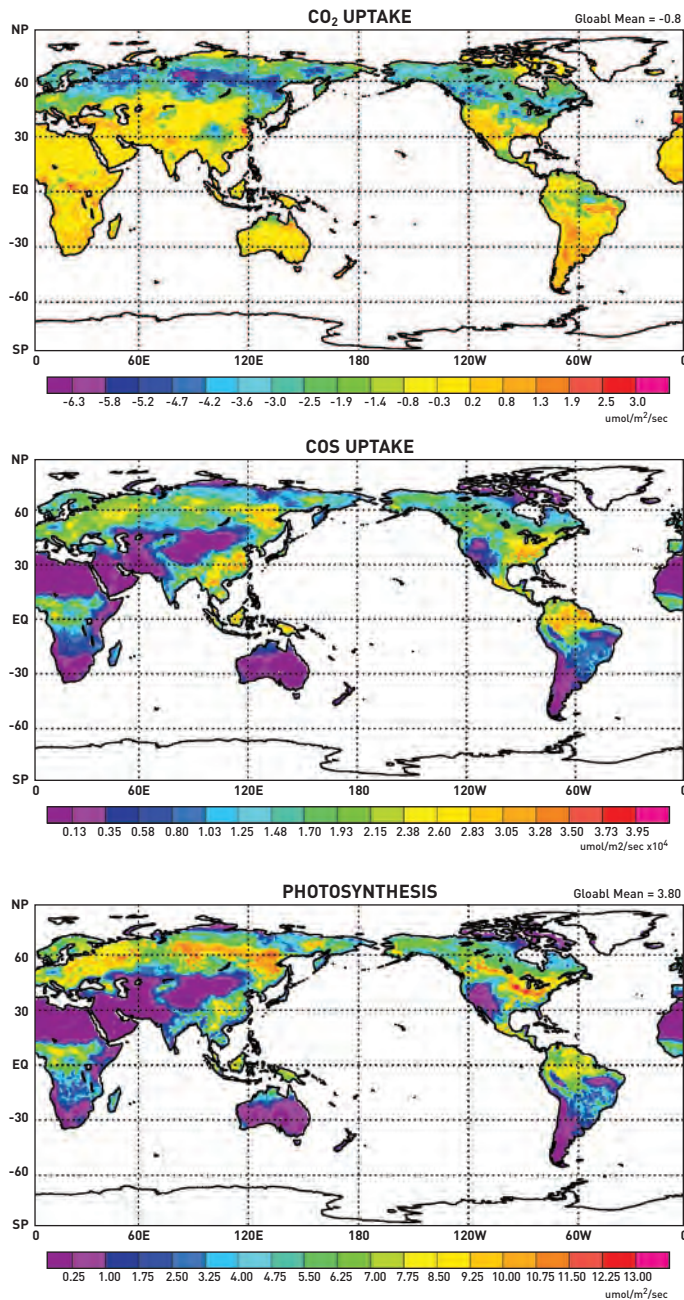 CO₂ UPTAKE
Gloabl Mean = -0.8
NP
60
30
EQ
-30
-60
SP
0 60E 120E 180 120W 60W 0
-6.3 -5.8 -5.2 -4.7 -4.2 -3.6 -3.0 -2.5 -1.9 -1.4 -0.8 -0.3 0.2 0.8 1.3 1.9 2.5 3.0
umol/m²/sec
COS UPTAKE
NP
60
30
EQ
-30
-60
SP
0 60E 120E 180 120W 60W 0
0.13 0.35 0.58 0.80 1.03 1.25 1.48 1.70 1.93 2.15 2.38 2.60 2.83 3.05 3.28 3.50 3.73 3.95
umol/m2/sec x10⁴
PHOTOSYNTHESIS
Gloabl Mean = 3.80
NP
60
30
EQ
-30
-60
SP
0 60E 120E 180 120W 60W 0
0.25 1.00 1.75 2.50 3.25 4.00 4.75 5.50 6.25 7.00 7.75 8.50 9.25 10.00 10.75 11.50 12.25 13.00
umol/m²/sec